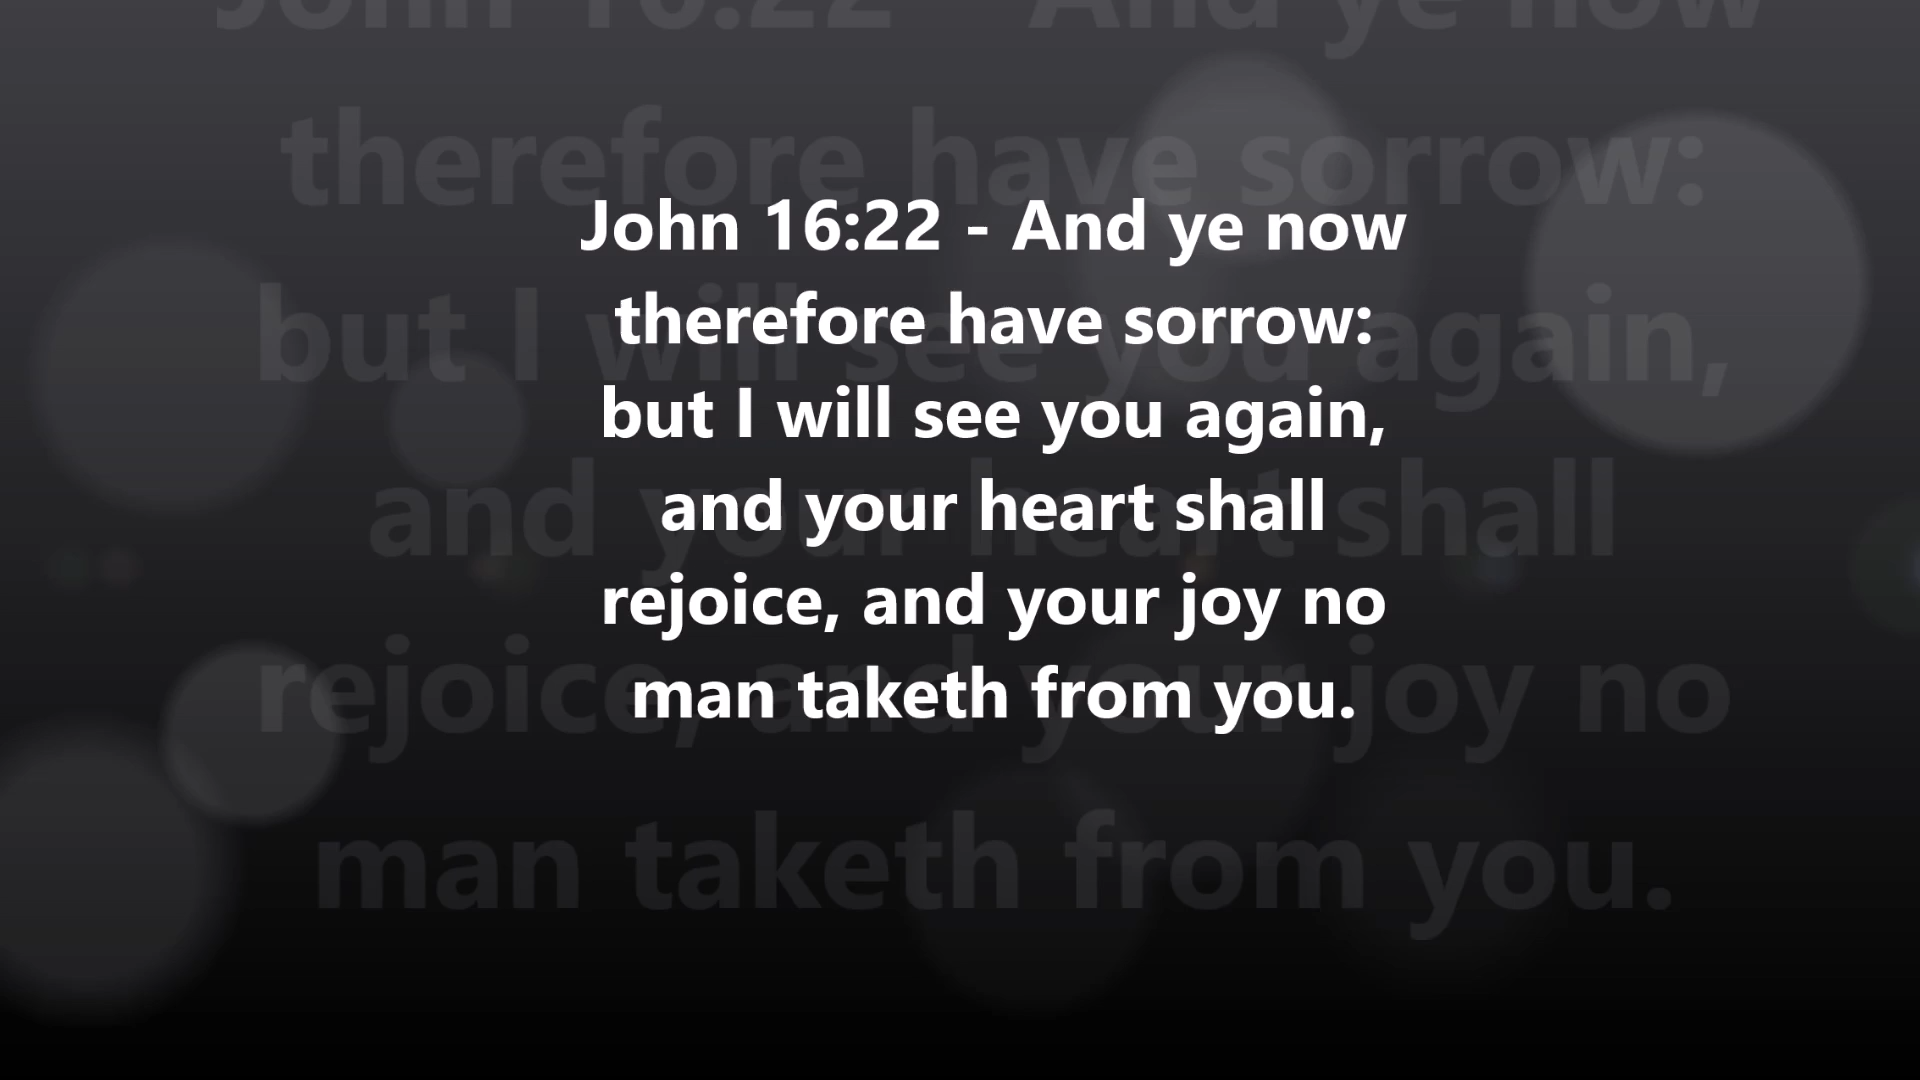 John 16:22 - And ye now
therefore have sorrow:
but I will see you again,
and your heart shall
rejoice, and your joy no
man taketh from you.